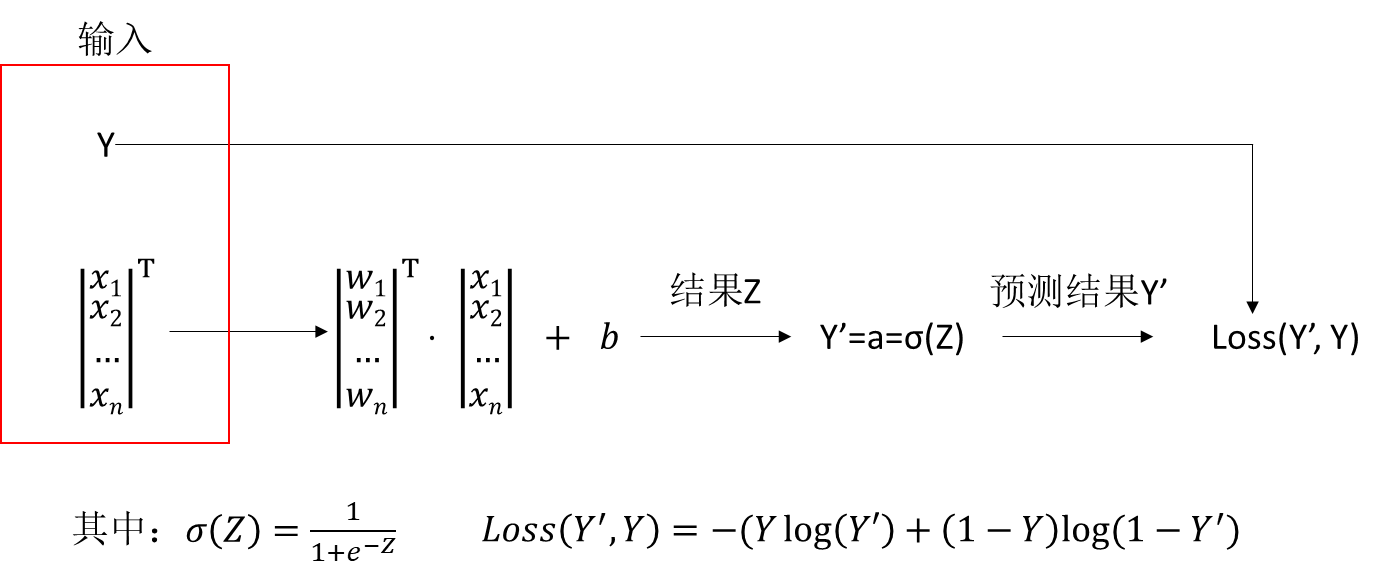 输入
Y
x₁ T
x₂
...
xₙ
w₁ T
w₂
...
wₙ
·
x₁
x₂
...
xₙ
+ b
结果Z
Y’=a=σ(Z)
预测结果Y’
Loss(Y’, Y)
其中：σ(Z) = 1/(1+e^{−Z}) Loss(Y′, Y) = −(Y log(Y′) + (1 − Y)log(1 − Y′)